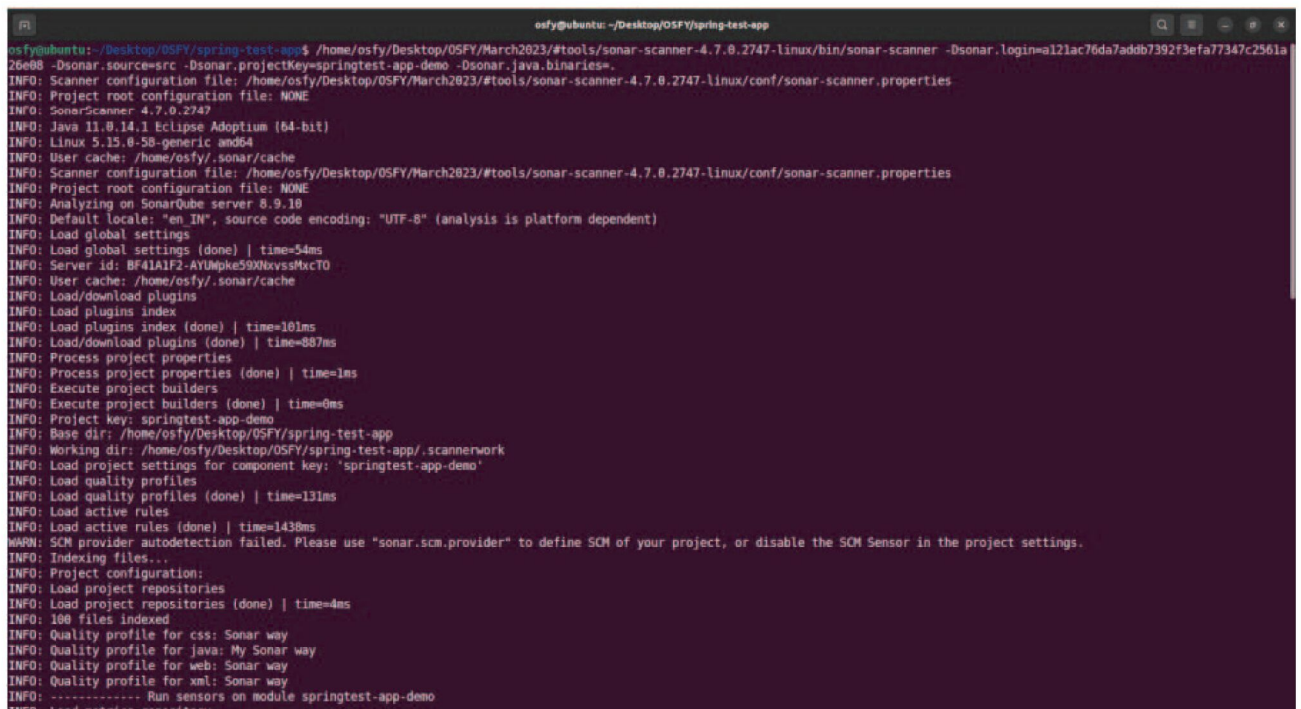 osfy@ubuntu: ~/Desktop/OSFY/spring-test-app
osfy@ubuntu:~/Desktop/OSFY/spring-test-app$ /home/osfy/Desktop/OSFY/March2023/#tools/sonar-scanner-4.7.0.2747-linux/bin/sonar-scanner -Dsonar.login=a121ac76da7addb7392f3efa77347c2561a
26e08 -Dsonar.source=src -Dsonar.projectKey=springtest-app-demo -Dsonar.java.binaries=.
INFO: Scanner configuration file: /home/osfy/Desktop/OSFY/March2023/#tools/sonar-scanner-4.7.0.2747-linux/conf/sonar-scanner.properties
INFO: Project root configuration file: NONE
INFO: SonarScanner 4.7.0.2747
INFO: Java 11.0.14.1 Eclipse Adoptium (64-bit)
INFO: Linux 5.15.0-58-generic amd64
INFO: User cache: /home/osfy/.sonar/cache
INFO: Scanner configuration file: /home/osfy/Desktop/OSFY/March2023/#tools/sonar-scanner-4.7.0.2747-linux/conf/sonar-scanner.properties
INFO: Project root configuration file: NONE
INFO: Analyzing on SonarQube server 8.9.10
INFO: Default locale: "en_IN", source code encoding: "UTF-8" (analysis is platform dependent)
INFO: Load global settings
INFO: Load global settings (done) | time=54ms
INFO: Server id: BF41A1F2-AYUWpke59XNxvssMxcTO
INFO: User cache: /home/osfy/.sonar/cache
INFO: Load/download plugins
INFO: Load plugins index
INFO: Load plugins index (done) | time=101ms
INFO: Load/download plugins (done) | time=887ms
INFO: Process project properties
INFO: Process project properties (done) | time=1ms
INFO: Execute project builders
INFO: Execute project builders (done) | time=0ms
INFO: Project key: springtest-app-demo
INFO: Base dir: /home/osfy/Desktop/OSFY/spring-test-app
INFO: Working dir: /home/osfy/Desktop/OSFY/spring-test-app/.scannerwork
INFO: Load project settings for component key: 'springtest-app-demo'
INFO: Load quality profiles
INFO: Load quality profiles (done) | time=131ms
INFO: Load active rules
INFO: Load active rules (done) | time=1438ms
WARN: SCM provider autodetection failed. Please use "sonar.scm.provider" to define SCM of your project, or disable the SCM Sensor in the project settings.
INFO: Indexing files...
INFO: Project configuration:
INFO: Load project repositories
INFO: Load project repositories (done) | time=4ms
INFO: 100 files indexed
INFO: Quality profile for css: Sonar way
INFO: Quality profile for java: My Sonar way
INFO: Quality profile for web: Sonar way
INFO: Quality profile for xml: Sonar way
INFO: ------------- Run sensors on module springtest-app-demo